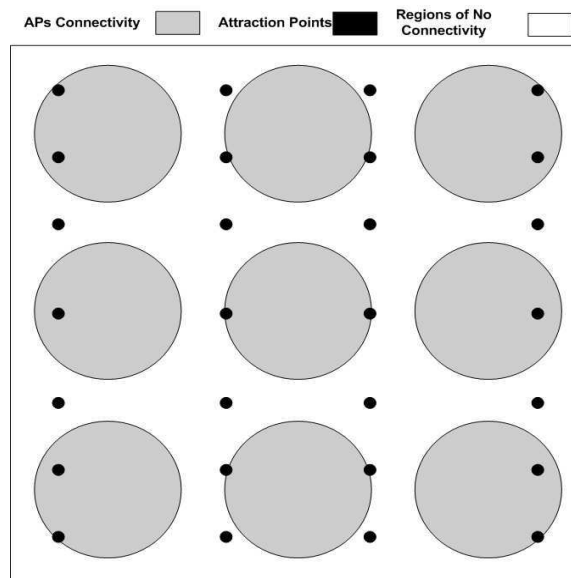 APs Connectivity
Attraction Points
Regions of No
Connectivity